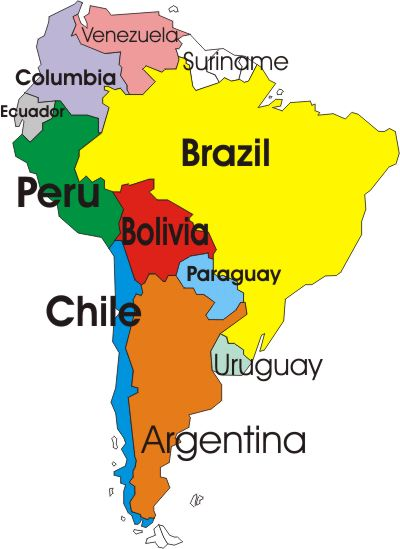 Venezuela
Suriname
Columbia
Ecuador
Brazil
Peru
Bolivia
Paraguay
Chile
Uruguay
Argentina